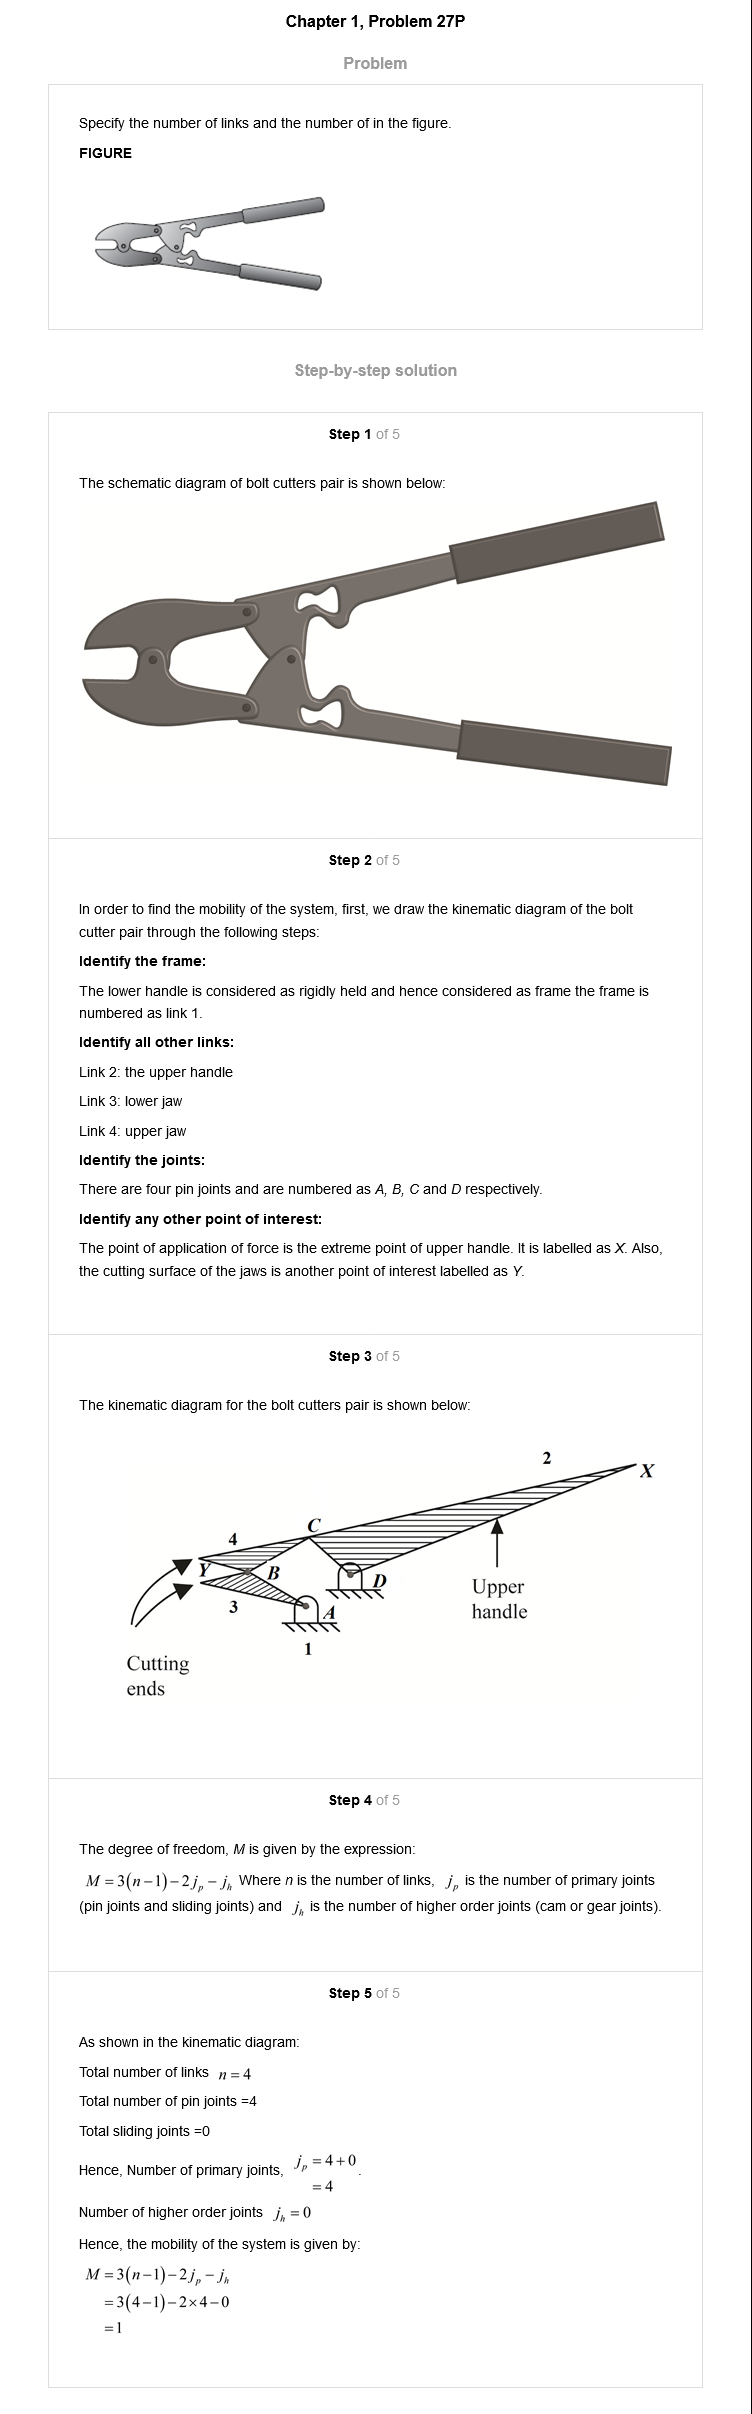 Chapter 1, Problem 27P
Problem
Specify the number of links and the number of in the figure.
FIGURE
Step-by-step solution
Step 1 of 5
The schematic diagram of bolt cutters pair is shown below:
Step 2 of 5
In order to find the mobility of the system, first, we draw the kinematic diagram of the bolt
cutter pair through the following steps:
Identify the frame:
The lower handle is considered as rigidly held and hence considered as frame the frame is
numbered as link 1.
Identify all other links:
Link 2: the upper handle
Link 3: lower jaw
Link 4: upper jaw
Identify the joints:
There are four pin joints and are numbered as A, B, C and D respectively.
Identify any other point of interest:
The point of application of force is the extreme point of upper handle. It is labelled as X. Also,
the cutting surface of the jaws is another point of interest labelled as Y.
Step 3 of 5
The kinematic diagram for the bolt cutters pair is shown below:
2
X
C
4
Y
B
D
3
A
Upper
handle
1
Cutting
ends
Step 4 of 5
The degree of freedom, M is given by the expression:
M = 3(n−1)−2j_p − j_h Where n is the number of links, j_p is the number of primary joints
(pin joints and sliding joints) and j_h is the number of higher order joints (cam or gear joints).
Step 5 of 5
As shown in the kinematic diagram:
Total number of links n = 4
Total number of pin joints =4
Total sliding joints =0
Hence, Number of primary joints, j_p = 4+0.
= 4
Number of higher order joints j_h = 0
Hence, the mobility of the system is given by:
M = 3(n−1)−2j_p − j_h
= 3(4−1)−2×4−0
= 1